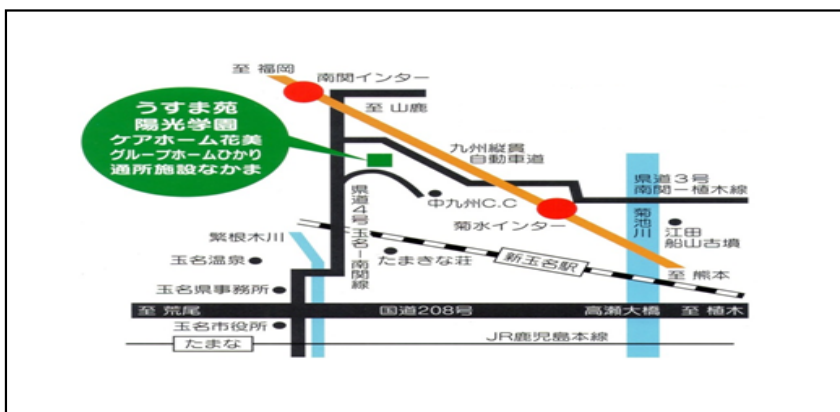 至 福岡
南関インター
至 山鹿
うすま苑
陽光学園
ケアホーム花美
グループホームひかり
通所施設なかま
九州縦貫
自動車道
県道3号
南関ー植木線
中九州C.C
菊水インター
菊池川
江田
船山古墳
県道4号玉名ー南関線
繁根木川
玉名温泉
たまきな荘
新玉名駅
至 熊本
玉名県事務所
至 荒尾
国道208号
高瀬大橋
至 植木
玉名市役所
たまな
JR鹿児島本線